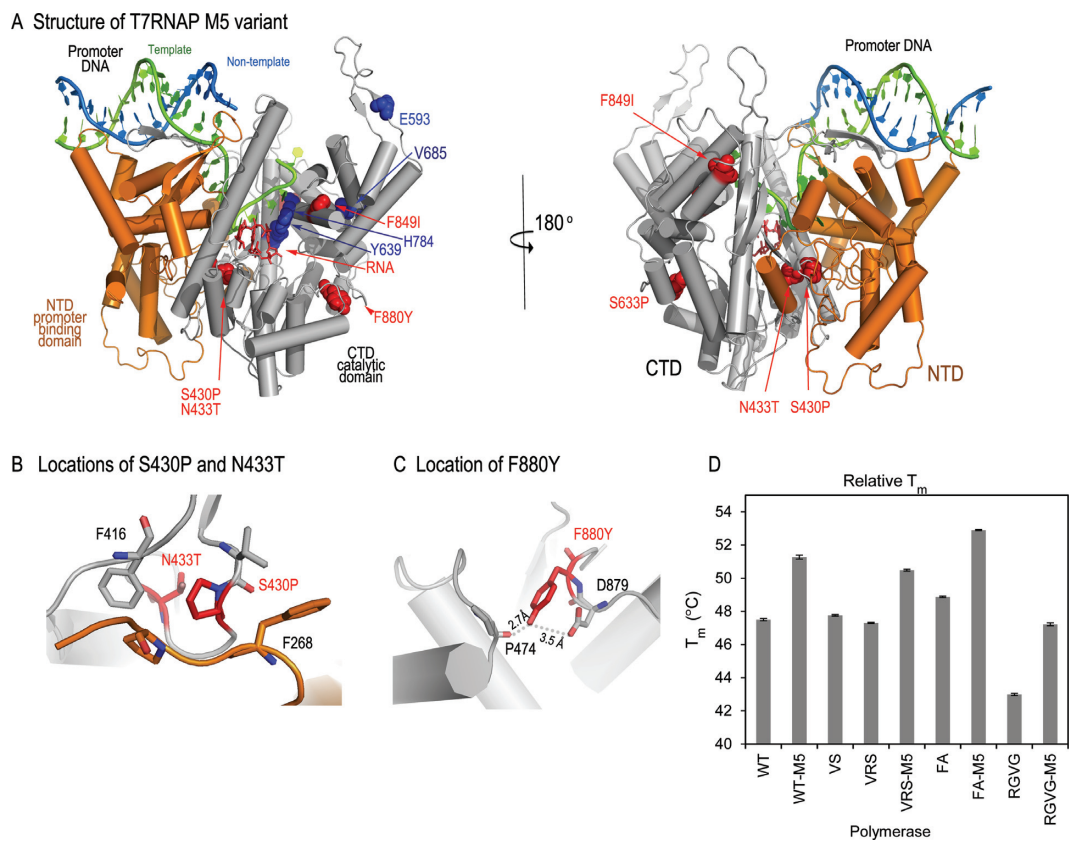 A Structure of T7RNAP M5 variant
Promoter
DNA
Template
Non-template
E593
V685
F849I
H784
Y639
RNA
F880Y
NTD
promoter
binding
domain
CTD
catalytic
domain
S430P
N433T
180 o
Promoter DNA
F849I
S633P
CTD
N433T
S430P
NTD
B Locations of S430P and N433T
F416
N433T
S430P
F268
C Location of F880Y
F880Y
D879
2.7Å
3.5 Å
P474
D
Relative Tm
Tm (°C)
54
52
50
48
46
44
42
40
WT
WT-M5
VS
VRS
VRS-M5
FA
FA-M5
RGVG
RGVG-M5
Polymerase